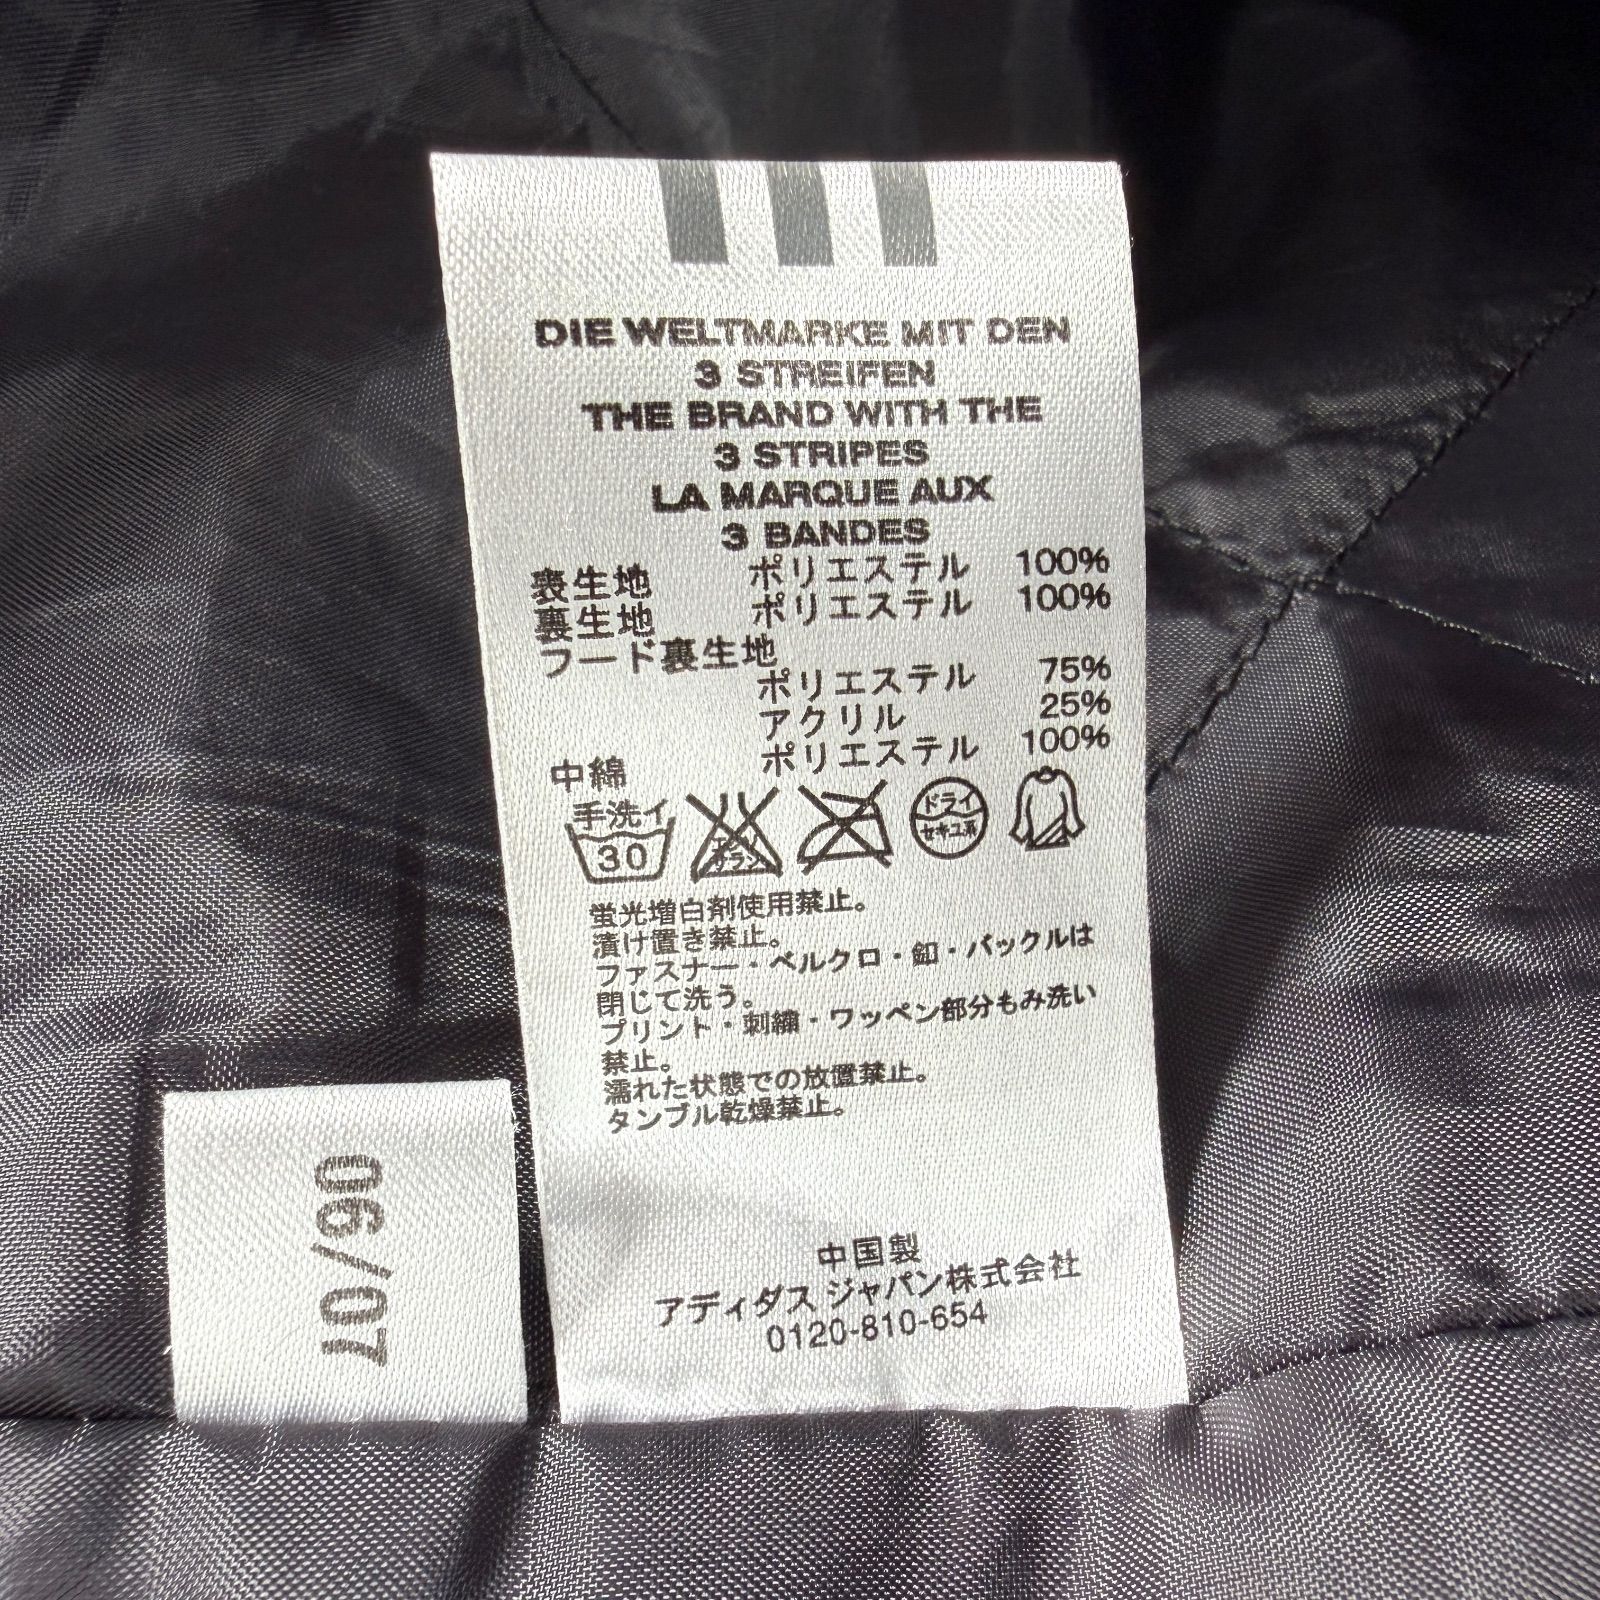 DIE WELTMARKE MIT DEN
3 STREIFEN
THE BRAND WITH THE
3 STRIPES
LA MARQUE AUX
3 BANDES
表生地 ポリエステル 100%
裏生地 ポリエステル 100%
フード裏生地
ポリエステル 75%
アクリル 25%
中綿 ポリエステル 100%
手洗イ
30
エンソ
サラシ
ドライ
セキユ系
蛍光増白剤使用禁止。
漬け置き禁止。
ファスナー・ベルクロ・釦・バックルは
閉じて洗う。
プリント・刺繍・ワッペン部分もみ洗い
禁止。
濡れた状態での放置禁止。
タンブル乾燥禁止。
中国製
アディダス ジャパン株式会社
0120-810-654
06/07